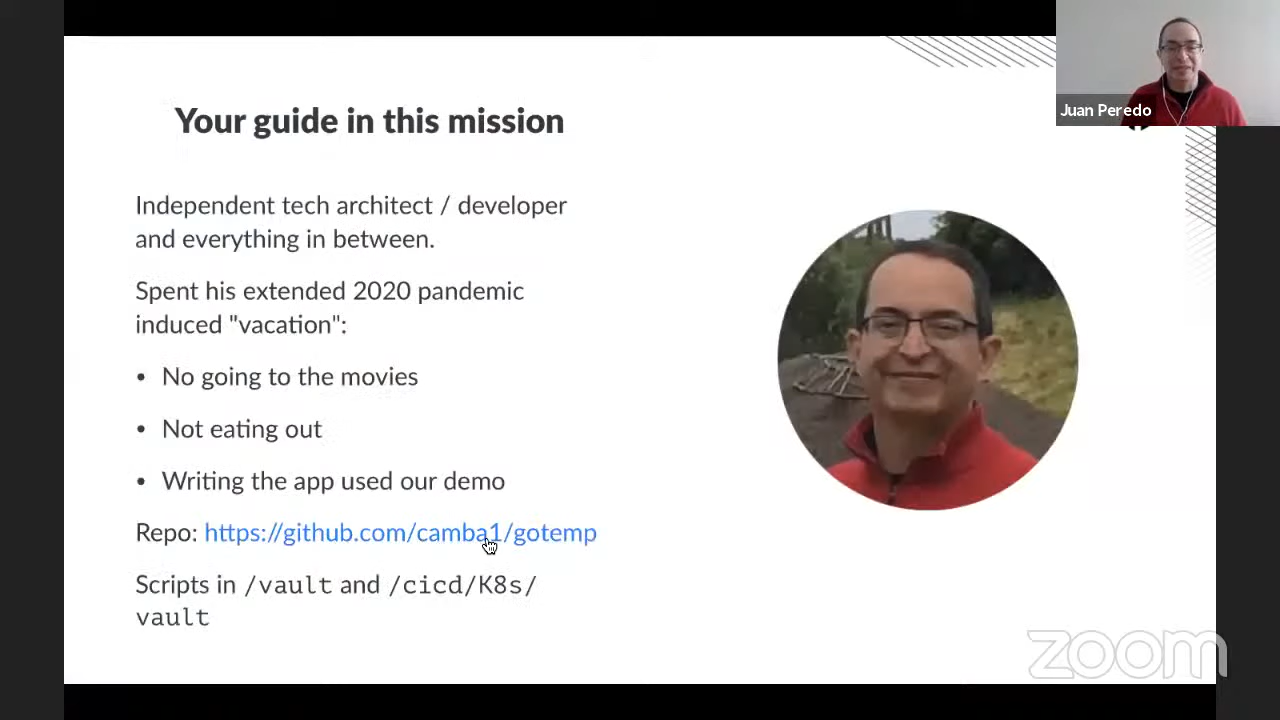 Juan Peredo
Your guide in this mission
Independent tech architect / developer
and everything in between.
Spent his extended 2020 pandemic
induced "vacation":
• No going to the movies
• Not eating out
• Writing the app used our demo
Repo: https://github.com/camba1/gotemp
Scripts in /vault and /cicd/K8s/
vault
zoom